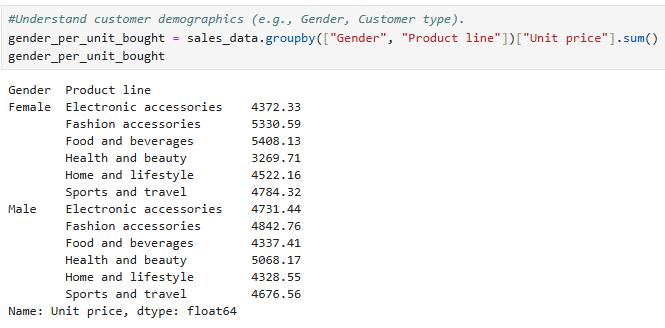 #Understand customer demographics (e.g., Gender, Customer type).
gender_per_unit_bought = sales_data.groupby(["Gender", "Product line"])["Unit price"].sum()
gender_per_unit_bought
Gender  Product line
Female  Electronic accessories    4372.33
        Fashion accessories       5330.59
        Food and beverages        5408.13
        Health and beauty         3269.71
        Home and lifestyle        4522.16
        Sports and travel         4784.32
Male    Electronic accessories    4731.44
        Fashion accessories       4842.76
        Food and beverages        4337.41
        Health and beauty         5068.17
        Home and lifestyle        4328.55
        Sports and travel         4676.56
Name: Unit price, dtype: float64